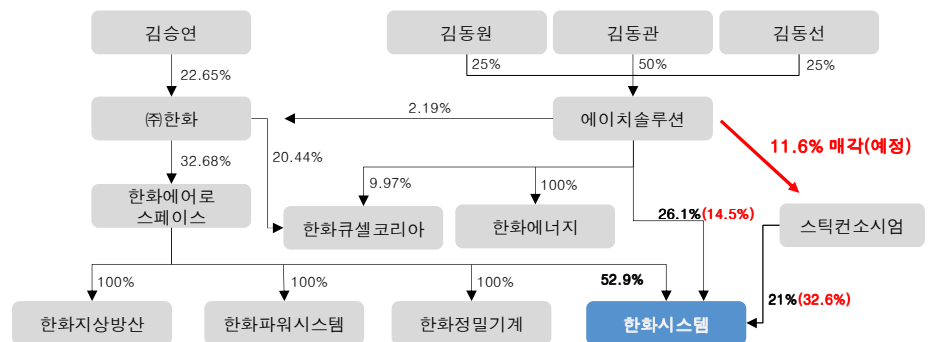 김승연
김동원
김동관
김동선
25%
50%
25%
22.65%
㈜한화
2.19%
에이치솔루션
11.6% 매각(예정)
32.68%
20.44%
9.97%
100%
한화에어로
스페이스
한화큐셀코리아
한화에너지
26.1%(14.5%)
스틱컨소시엄
100%
100%
100%
52.9%
21%(32.6%)
한화지상방산
한화파워시스템
한화정밀기계
한화시스템